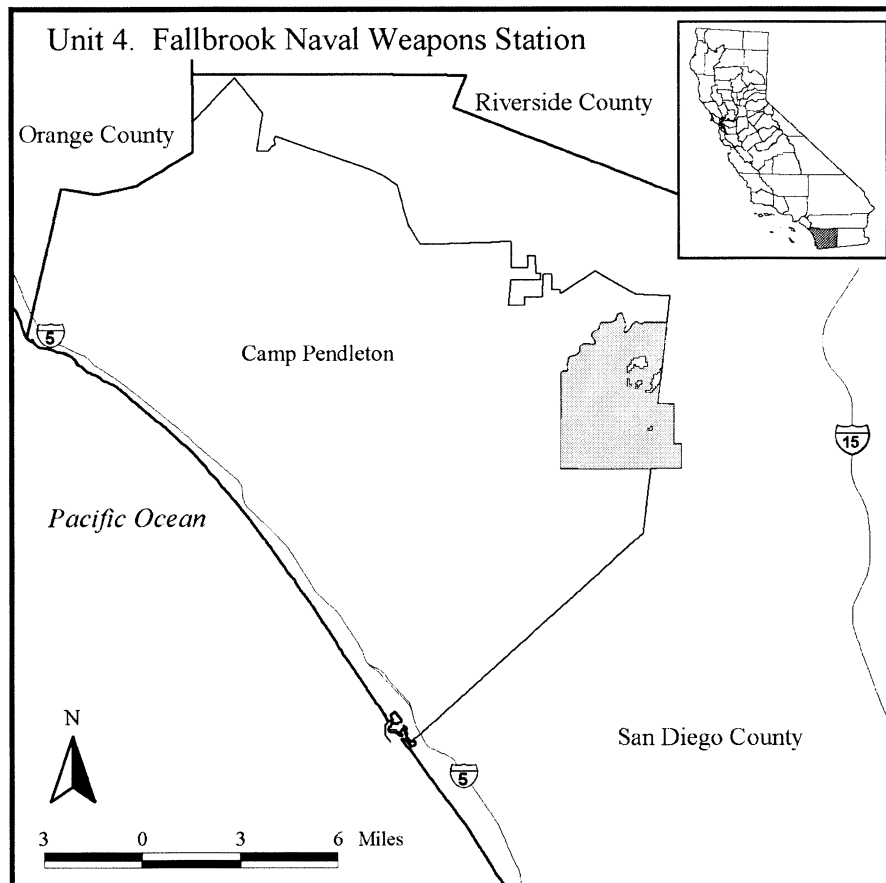 Unit 4. Fallbrook Naval Weapons Station
Orange County
Riverside County
5
Camp Pendleton
15
Pacific Ocean
N
San Diego County
5
3 0 3 6 Miles